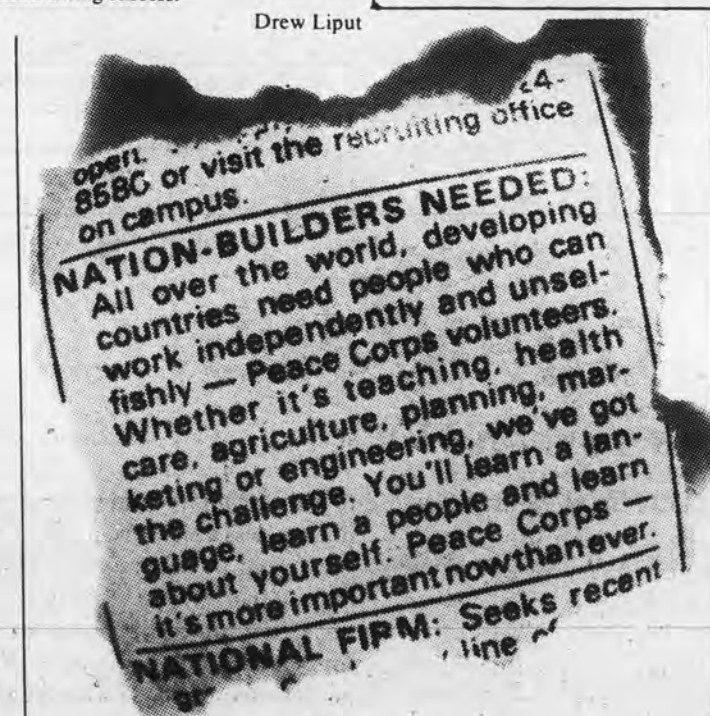 Drew Liput
24-
8580 or visit the recruiting office
on campus.
NATION-BUILDERS NEEDED:
All over the world, developing
countries need people who can
work independently and unsel-
fishly — Peace Corps volunteers.
Whether it's teaching, health
care, agriculture, planning, mar-
keting or engineering, we've got
the challenge. You'll learn a lan-
guage, learn a people and learn
about yourself. Peace Corps —
it's more important now than ever.
NATIONAL FIRM: Seeks recent
line of